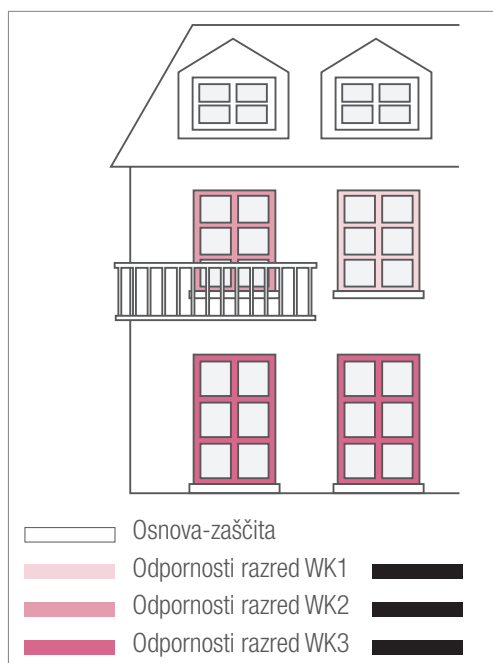 Osnova-zaščita
Odpornosti razred WK1
Odpornosti razred WK2
Odpornosti razred WK3